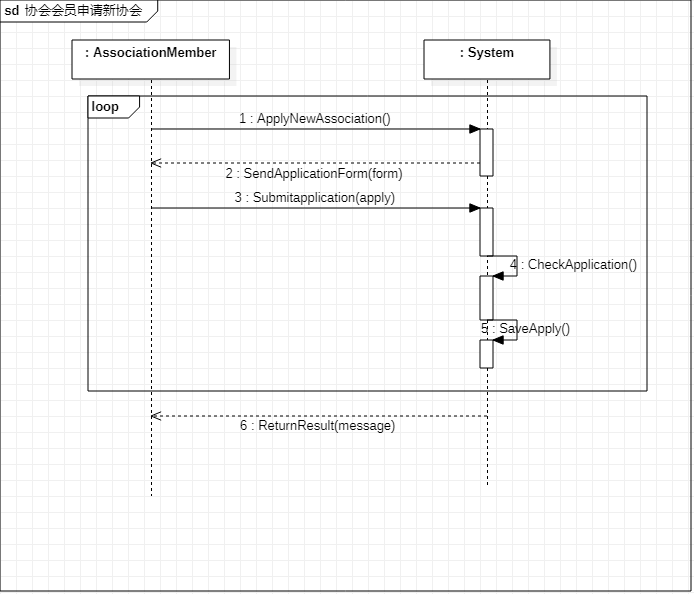 sd 协会会员申请新协会
: AssociationMember
: System
loop
1 : ApplyNewAssociation()
2 : SendApplicationForm(form)
3 : Submitapplication(apply)
4 : CheckApplication()
5 : SaveApply()
6 : ReturnResult(message)